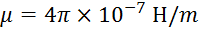 μ = 4π × 10⁻⁷ H/m